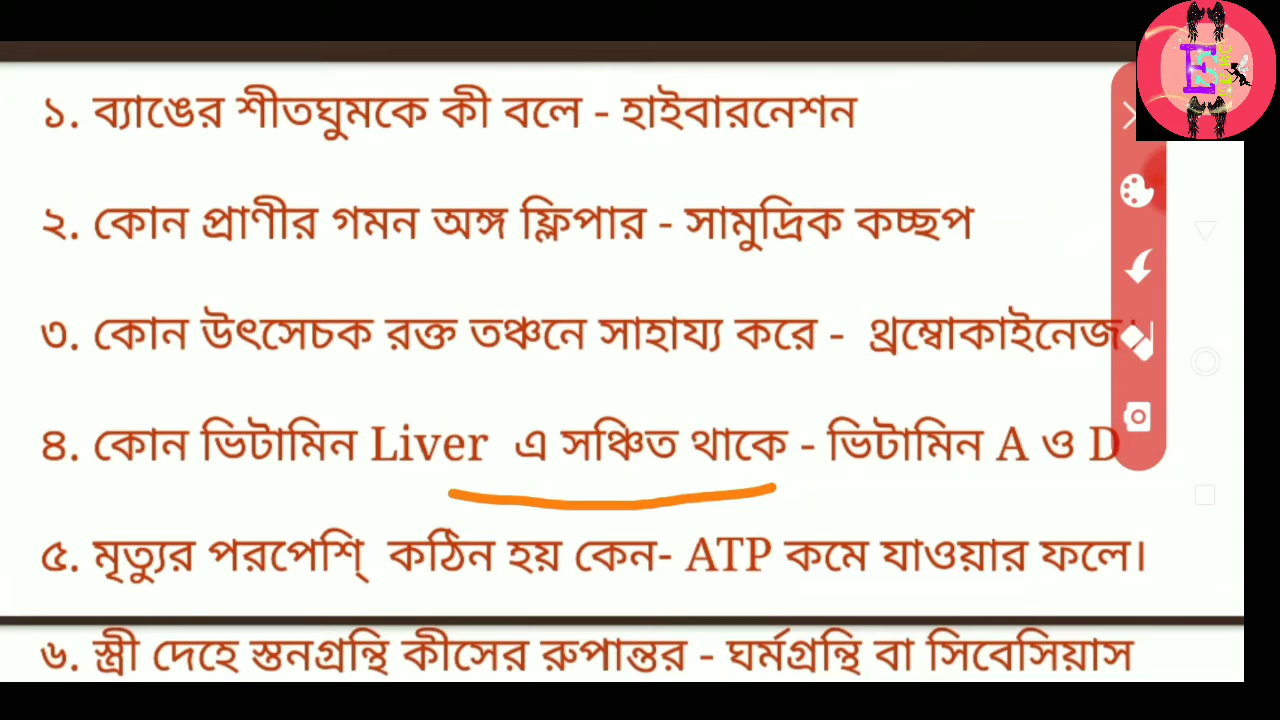 ১. ব্যাঙের শীতঘুমকে কী বলে - হাইবারনেশন
২. কোন প্রাণীর গমন অঙ্গ ফ্লিপার - সামুদ্রিক কচ্ছপ
৩. কোন উৎসেচক রক্ত তঞ্চনে সাহায্য করে - থ্রম্বোকাইনেজ।
৪. কোন ভিটামিন Liver এ সঞ্চিত থাকে - ভিটামিন A ও D
৫. মৃত্যুর পরপেশি্ কঠিন হয় কেন- ATP কমে যাওয়ার ফলে।
৬. স্ত্রী দেহে স্তনগ্রন্থি কীসের রুপান্তর - ঘর্মগ্রন্থি বা সিবেসিয়াস